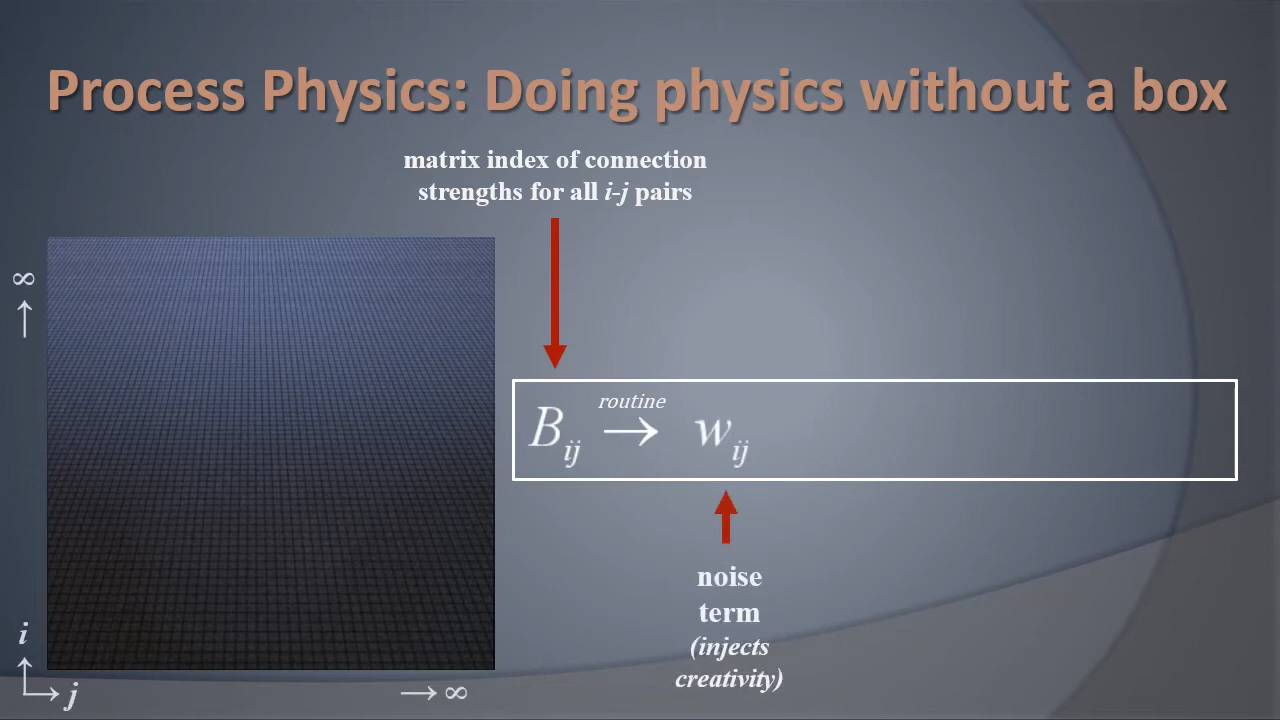 Process Physics: Doing physics without a box
matrix index of connection
strengths for all i-j pairs
∞
↑
B_ij routine → w_ij
noise
term
(injects
creativity)
i
↑
→ j
→ ∞